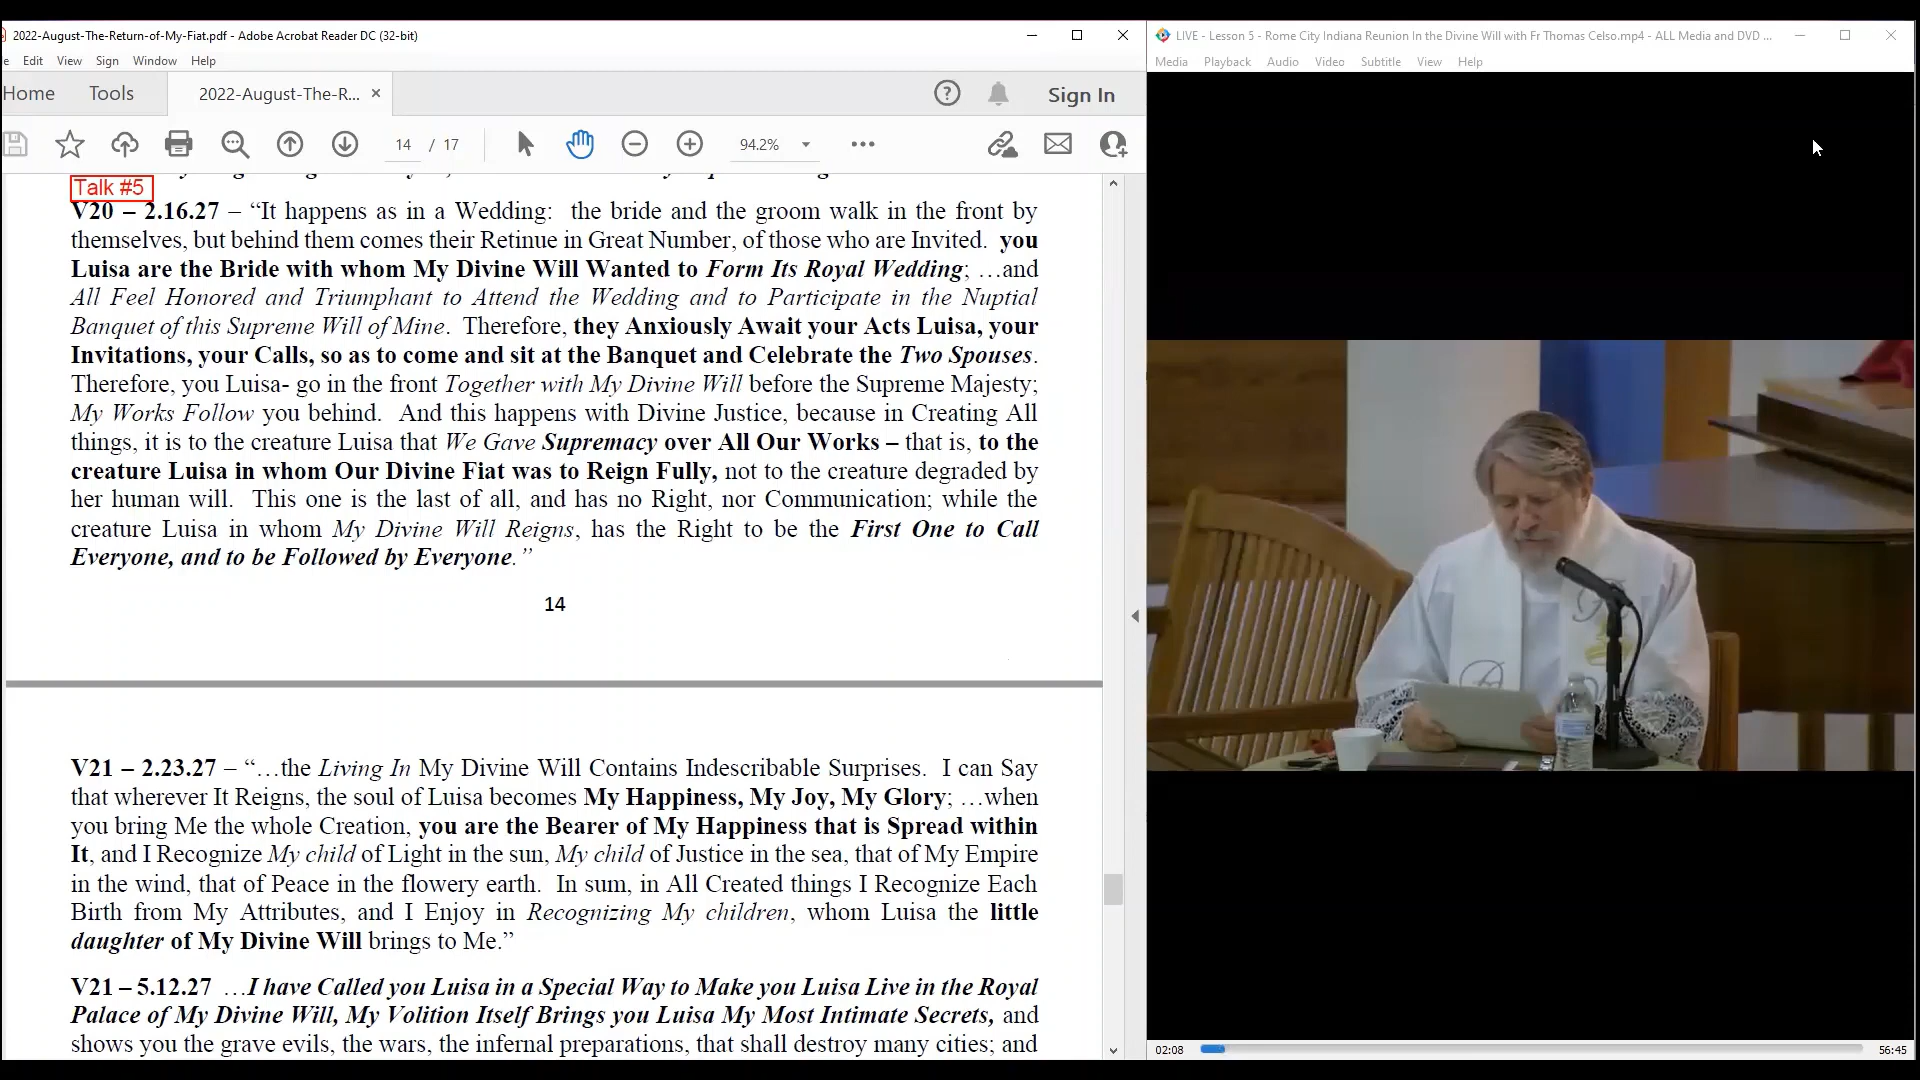 2022-August-The-Return-of-My-Fiat.pdf - Adobe Acrobat Reader DC (32-bit)
e Edit View Sign Window Help
Home Tools 2022-August-The-R... × Sign In
14 / 17 94.2%
Talk #5
V20 – 2.16.27 – “It happens as in a Wedding: the bride and the groom walk in the front by
themselves, but behind them comes their Retinue in Great Number, of those who are Invited. you
Luisa are the Bride with whom My Divine Will Wanted to Form Its Royal Wedding; …and
All Feel Honored and Triumphant to Attend the Wedding and to Participate in the Nuptial
Banquet of this Supreme Will of Mine. Therefore, they Anxiously Await your Acts Luisa, your
Invitations, your Calls, so as to come and sit at the Banquet and Celebrate the Two Spouses.
Therefore, you Luisa- go in the front Together with My Divine Will before the Supreme Majesty;
My Works Follow you behind. And this happens with Divine Justice, because in Creating All
things, it is to the creature Luisa that We Gave Supremacy over All Our Works – that is, to the
creature Luisa in whom Our Divine Fiat was to Reign Fully, not to the creature degraded by
her human will. This one is the last of all, and has no Right, nor Communication; while the
creature Luisa in whom My Divine Will Reigns, has the Right to be the First One to Call
Everyone, and to be Followed by Everyone.”
14
V21 – 2.23.27 – “…the Living In My Divine Will Contains Indescribable Surprises. I can Say
that wherever It Reigns, the soul of Luisa becomes My Happiness, My Joy, My Glory; …when
you bring Me the whole Creation, you are the Bearer of My Happiness that is Spread within
It, and I Recognize My child of Light in the sun, My child of Justice in the sea, that of My Empire
in the wind, that of Peace in the flowery earth. In sum, in All Created things I Recognize Each
Birth from My Attributes, and I Enjoy in Recognizing My children, whom Luisa the little
daughter of My Divine Will brings to Me.”
V21 – 5.12.27 …I have Called you Luisa in a Special Way to Make you Luisa Live in the Royal
Palace of My Divine Will, My Volition Itself Brings you Luisa My Most Intimate Secrets, and
shows you the grave evils, the wars, the infernal preparations, that shall destroy many cities; and
LIVE - Lesson 5 - Rome City Indiana Reunion In the Divine Will with Fr Thomas Celso.mp4 - ALL Media and DVD ...
Media Playback Audio Video Subtitle View Help
02:08 56:45